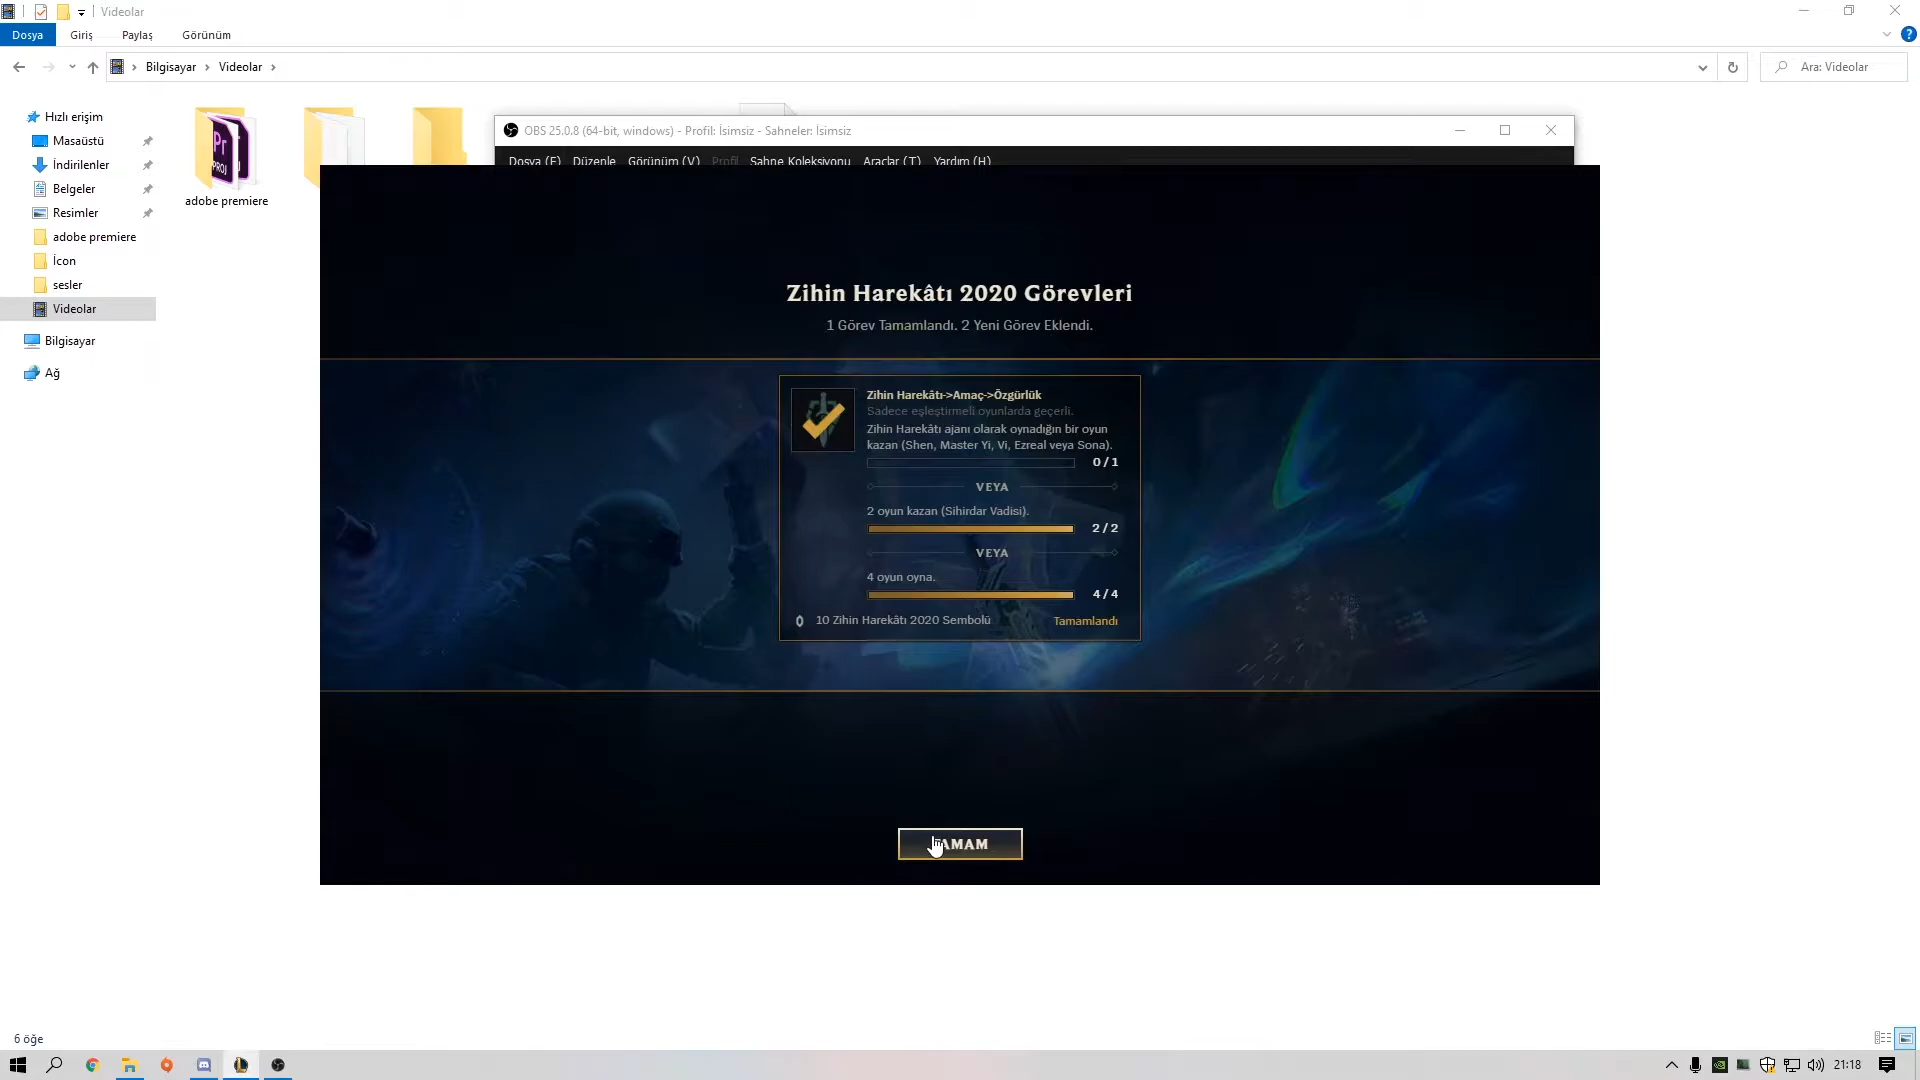 Videolar
Dosya Giriş Paylaş Görünüm
Bilgisayar Videolar
Ara: Videolar
Hızlı erişim
Masaüstü
İndirilenler
Belgeler
Resimler
adobe premiere
İcon
sesler
Videolar
Bilgisayar
Ağ
adobe premiere
OBS 25.0.8 (64-bit, windows) - Profil: İsimsiz - Sahneler: İsimsiz
Dosya (F) Düzenle Görünüm (V) Profil Sahne Koleksiyonu Araçlar (T) Yardım (H)
Zihin Harekâtı 2020 Görevleri
1 Görev Tamamlandı. 2 Yeni Görev Eklendi.
Zihin Harekâtı->Amaç->Özgürlük
Sadece eşleştirmeli oyunlarda geçerli.
Zihin Harekâtı ajanı olarak oynadığın bir oyun
kazan (Shen, Master Yi, Vi, Ezreal veya Sona).
0/1
VEYA
2 oyun kazan (Sihirdar Vadisi).
2/2
VEYA
4 oyun oyna.
4/4
10 Zihin Harekâtı 2020 Sembolü Tamamlandı
TAMAM
6 öğe
21:18